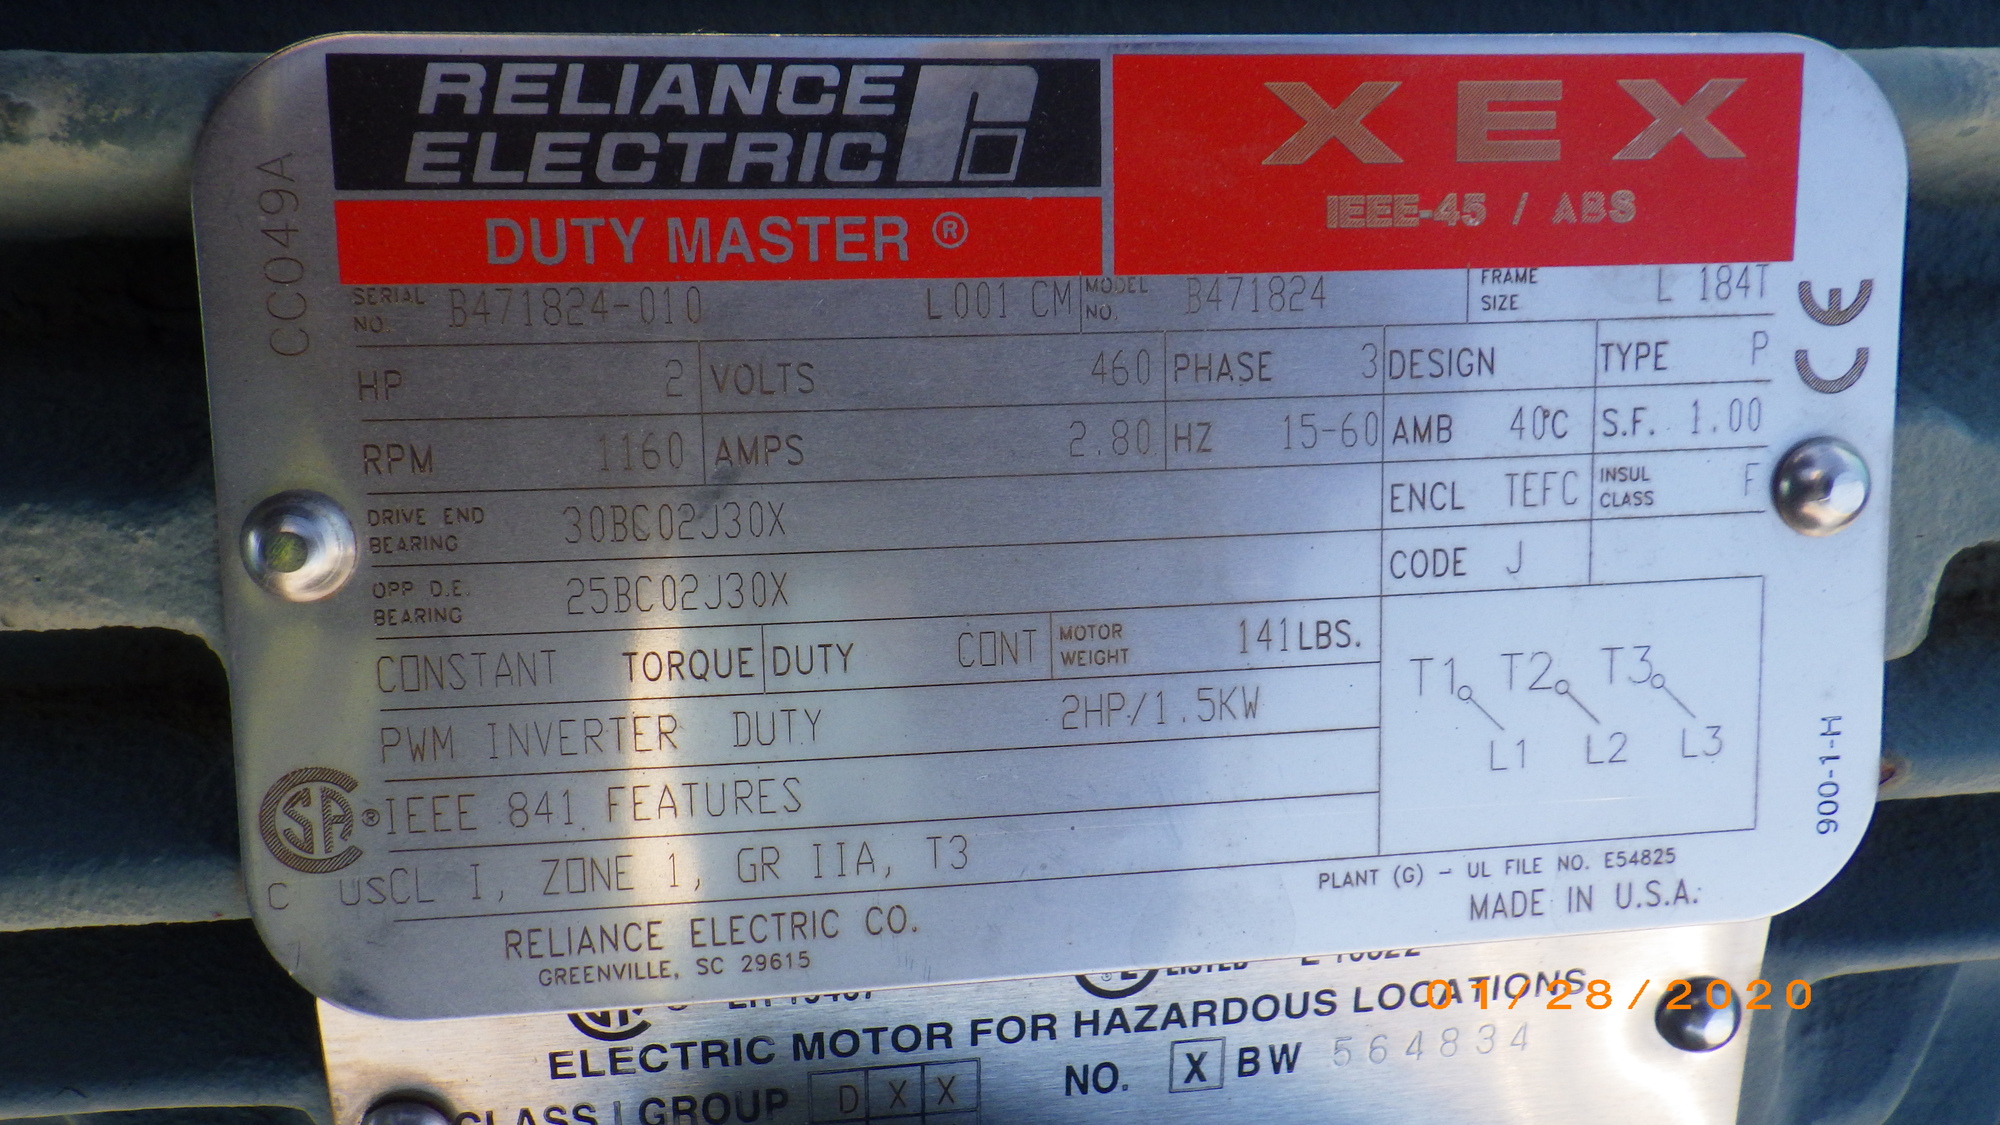 RELIANCE
ELECTRIC
DUTY MASTER ®
XEX
IEEE-45 / ABS
CC049A
SERIAL NO. B471824-010 L001 CM MODEL NO. B471824 FRAME SIZE L 184T
HP 2 VOLTS 460 PHASE 3 DESIGN TYPE P
RPM 1160 AMPS 2.80 HZ 15-60 AMB 40°C S.F. 1.00
DRIVE END BEARING 30BC02J30X ENCL TEFC INSUL CLASS F
OPP D.E. BEARING 25BC02J30X CODE J
CONSTANT TORQUE DUTY CONT MOTOR WEIGHT 141 LBS.
PWM INVERTER DUTY 2HP/1.5KW
T1 T2 T3
L1 L2 L3
IEEE 841 FEATURES
CL I, ZONE 1, GR IIA, T3
CE
900-1-H
SA ®
C US
PLANT (G) - UL FILE NO. E54825
MADE IN U.S.A.
RELIANCE ELECTRIC CO.
GREENVILLE, SC 29615
ELECTRIC MOTOR FOR HAZARDOUS LOCATIONS
NO. X BW 564834
CLASS I GROUP D X X
01/28/2020